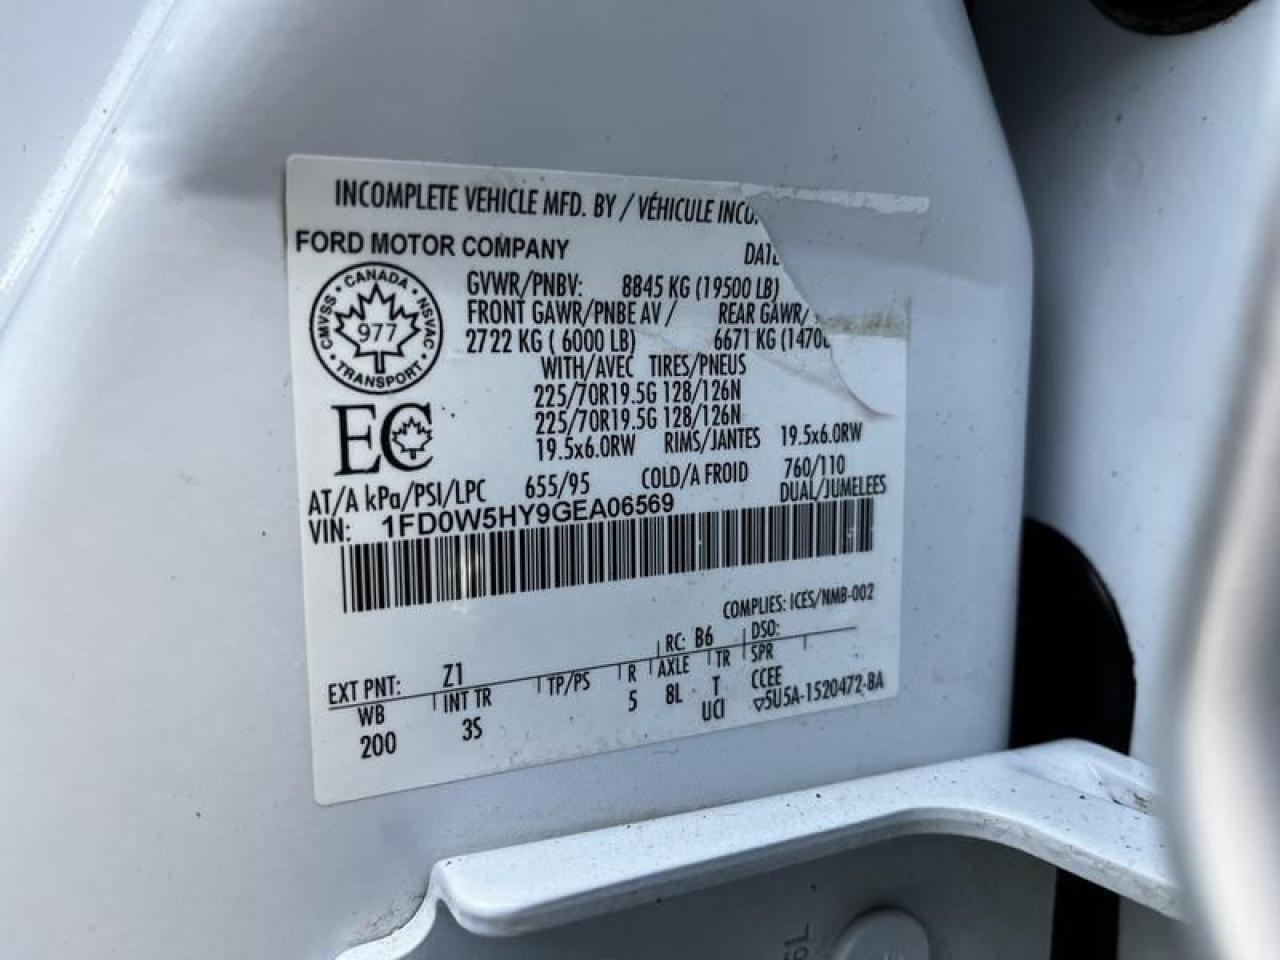 INCOMPLETE VEHICLE MFD. BY / VÉHICULE
FORD MOTOR COMPANY
GVWR/PNBV: 8845 KG (19500 LB)
FRONT GAWR/PNBE AV / REAR GAWR/
2722 KG ( 6000 LB) 6671 KG
WITH/AVEC TIRES/PNEUS
225/70R19.5G 128/126N
225/70R19.5G 128/126N
19.5x6.0RW RIMS/JANTES 19.5x6.0RW
AT/A kPa/PSI/LPC 655/95 COLD/A FROID 760/110
DUAL/JUMELEES
CANADA
CMVSS 977 NSVAC
TRANSPORT
EC
VIN: 1FD0W5HY9GEA06569
COMPLIES: ICES/NMB-002
EXT PNT: Z1 RC: B6 DSO:
WB INT TR TP/PS R AXLE TR SPR
200 3S 5 8L T CCEE
UCI ▽5U5A-1520472-BA